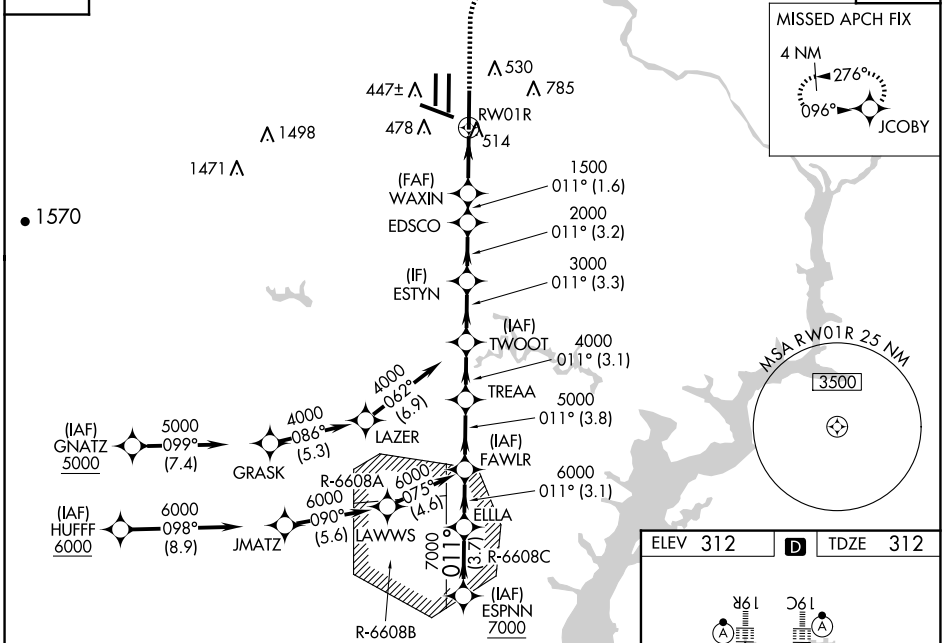 MISSED APCH FIX
4 NM
276°
096°
JCOBY
530
447±
785
RW01R
478
514
1498
1471
1570
(FAF)
WAXIN
1500
011° (1.6)
EDSCO
2000
011° (3.2)
(IF)
ESTYN
3000
011° (3.3)
(IAF)
TWOOT
4000
011° (3.1)
MSA RW01R 25 NM
3500
TREAA
5000
011° (3.8)
4000
062°
(6.9)
LAZER
4000
086°
(5.3)
GRASK
(IAF)
GNATZ
5000
5000
099°
(7.4)
(IAF)
FAWLR
6000
011° (3.1)
R-6608A
6000
075°
(4.6)
LAWWS
ELLLA
(IAF)
HUFFF
6000
6000
098°
(8.9)
JMATZ
6000
090°
(5.6)
7000
011°
(3.7)
R-6608C
(IAF)
ESPNN
7000
R-6608B
ELEV 312
D
TDZE 312
19R
19C
A
A